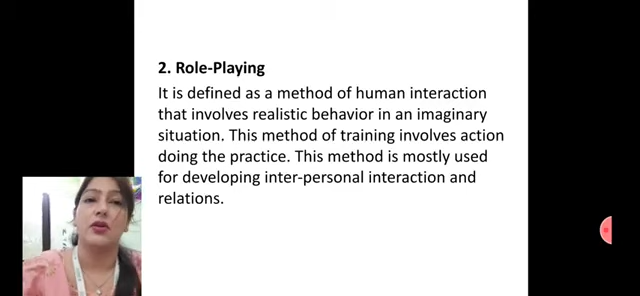 2. Role-Playing
It is defined as a method of human interaction
that involves realistic behavior in an imaginary
situation. This method of training involves action
doing the practice. This method is mostly used
for developing inter-personal interaction and
relations.